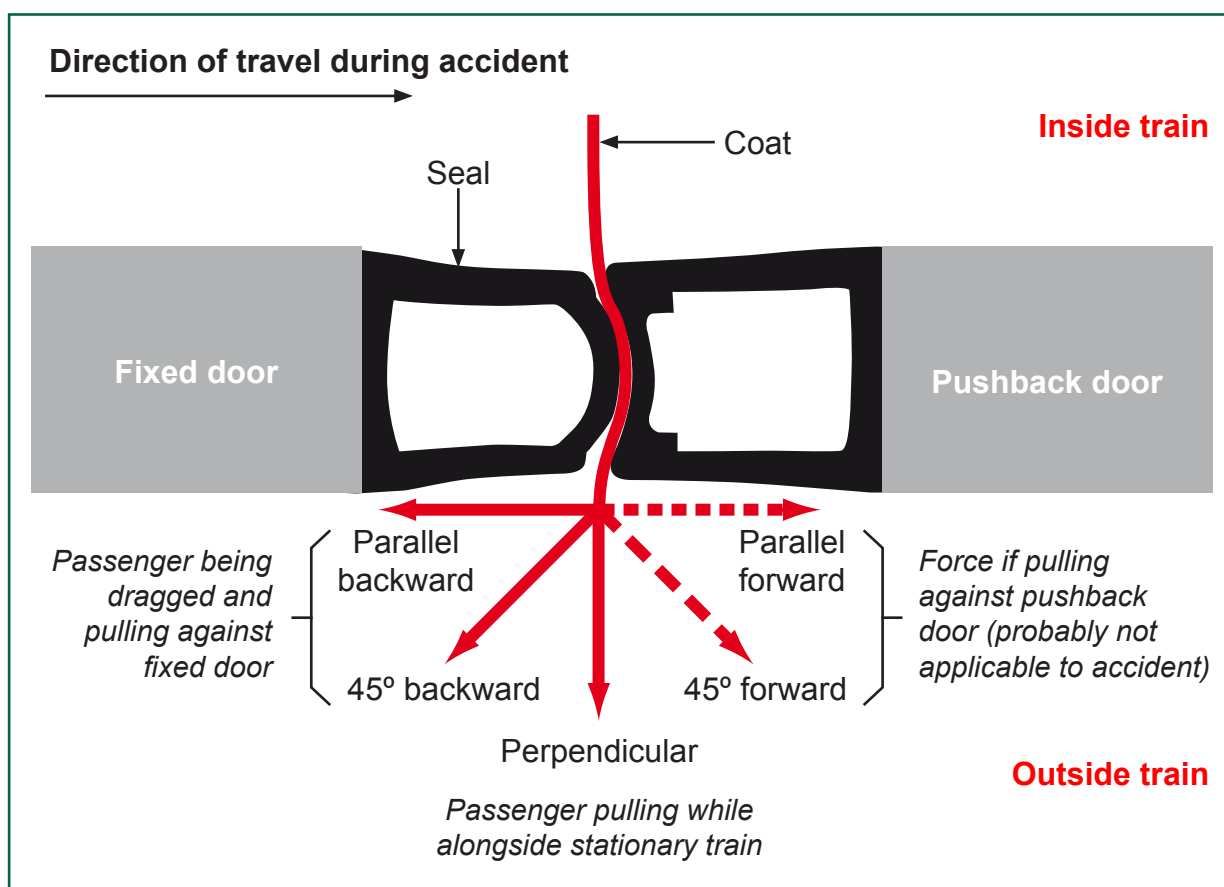 Direction of travel during accident
Inside train
Coat
Seal
Fixed door
Pushback door
Passenger being
dragged and
pulling against
fixed door
Parallel
backward
45º backward
Perpendicular
Passenger pulling while
alongside stationary train
Parallel
forward
45º forward
Force if pulling
against pushback
door (probably not
applicable to accident)
Outside train